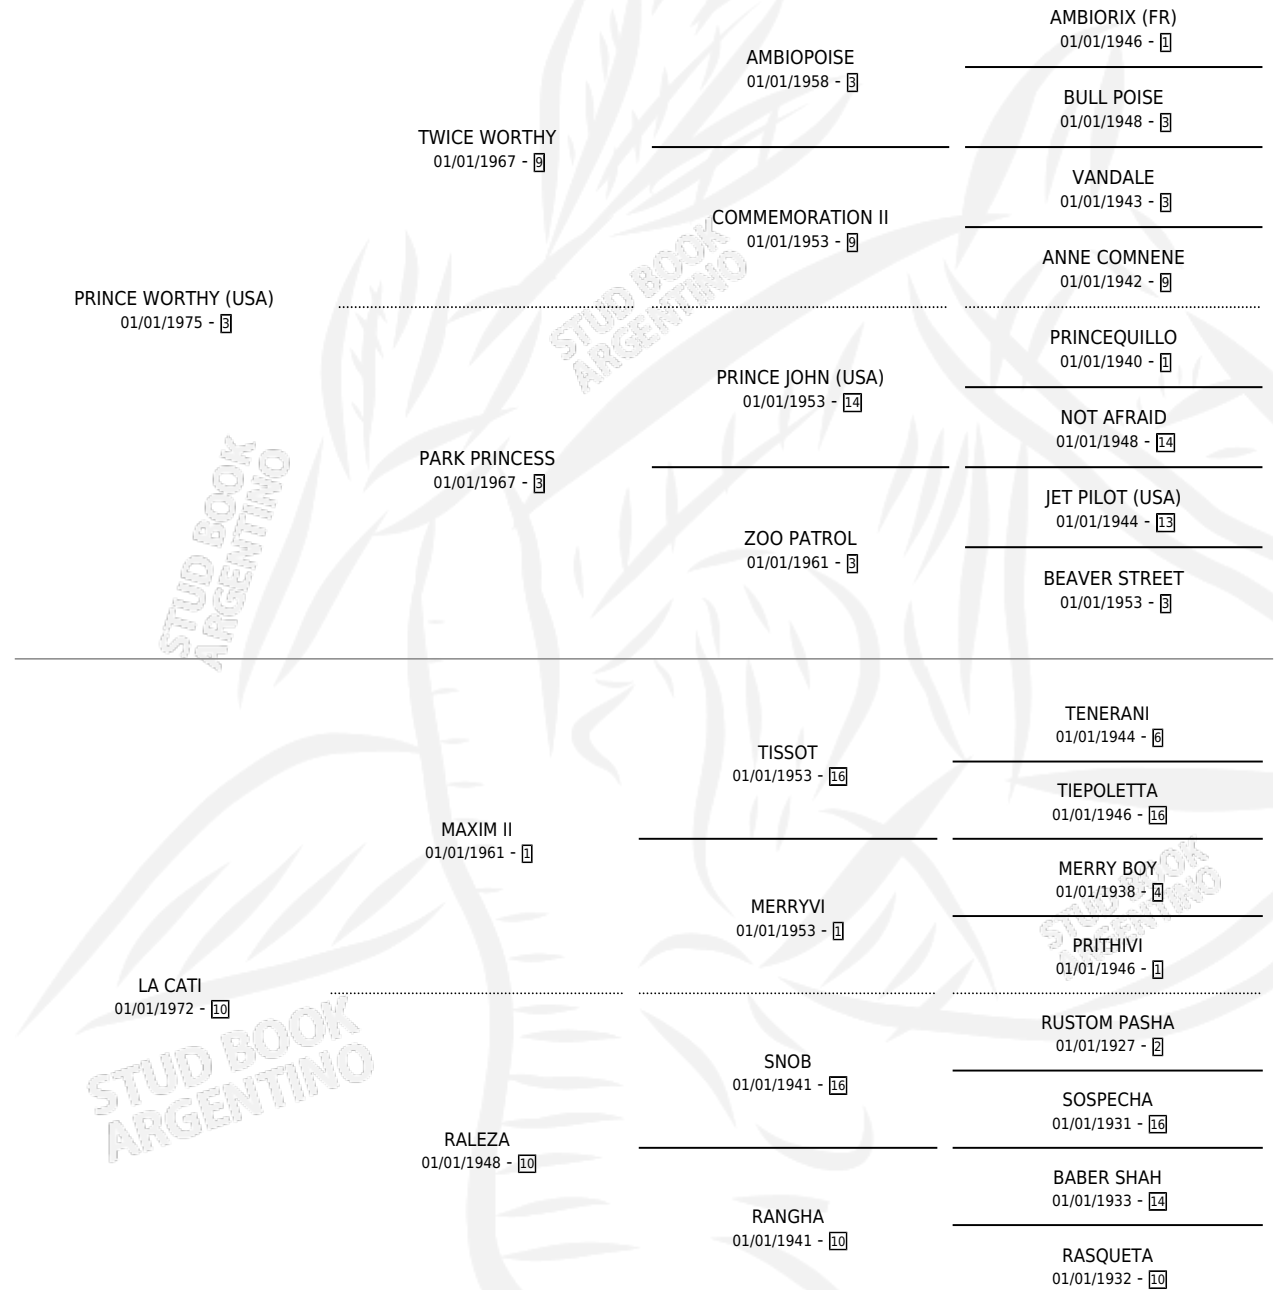 AMBIORIX (FR)
01/01/1946 - 1
AMBIOPOISE
01/01/1958 - 3
BULL POISE
01/01/1948 - 3
TWICE WORTHY
01/01/1967 - 9
VANDALE
01/01/1943 - 3
COMMEMORATION II
01/01/1953 - 9
ANNE COMNENE
01/01/1942 - 9
PRINCE WORTHY (USA)
01/01/1975 - 3
PRINCEQUILLO
01/01/1940 - 1
PRINCE JOHN (USA)
01/01/1953 - 14
NOT AFRAID
01/01/1948 - 14
PARK PRINCESS
01/01/1967 - 3
JET PILOT (USA)
01/01/1944 - 13
ZOO PATROL
01/01/1961 - 3
BEAVER STREET
01/01/1953 - 3
TENERANI
01/01/1944 - 6
TISSOT
01/01/1953 - 16
TIEPOLETTA
01/01/1946 - 16
MAXIM II
01/01/1961 - 1
MERRY BOY
01/01/1938 - 4
MERRYVI
01/01/1953 - 1
PRITHIVI
01/01/1946 - 1
LA CATI
01/01/1972 - 10
RUSTOM PASHA
01/01/1927 - 2
SNOB
01/01/1941 - 16
SOSPECHA
01/01/1931 - 16
RALEZA
01/01/1948 - 10
BABER SHAH
01/01/1933 - 14
RANGHA
01/01/1941 - 10
RASQUETA
01/01/1932 - 10
STUD BOOK
ARGENTINO
STUD BOOK
ARGENTINO
STUD BOOK
ARGENTINO
STUD BOOK
ARGENTINO